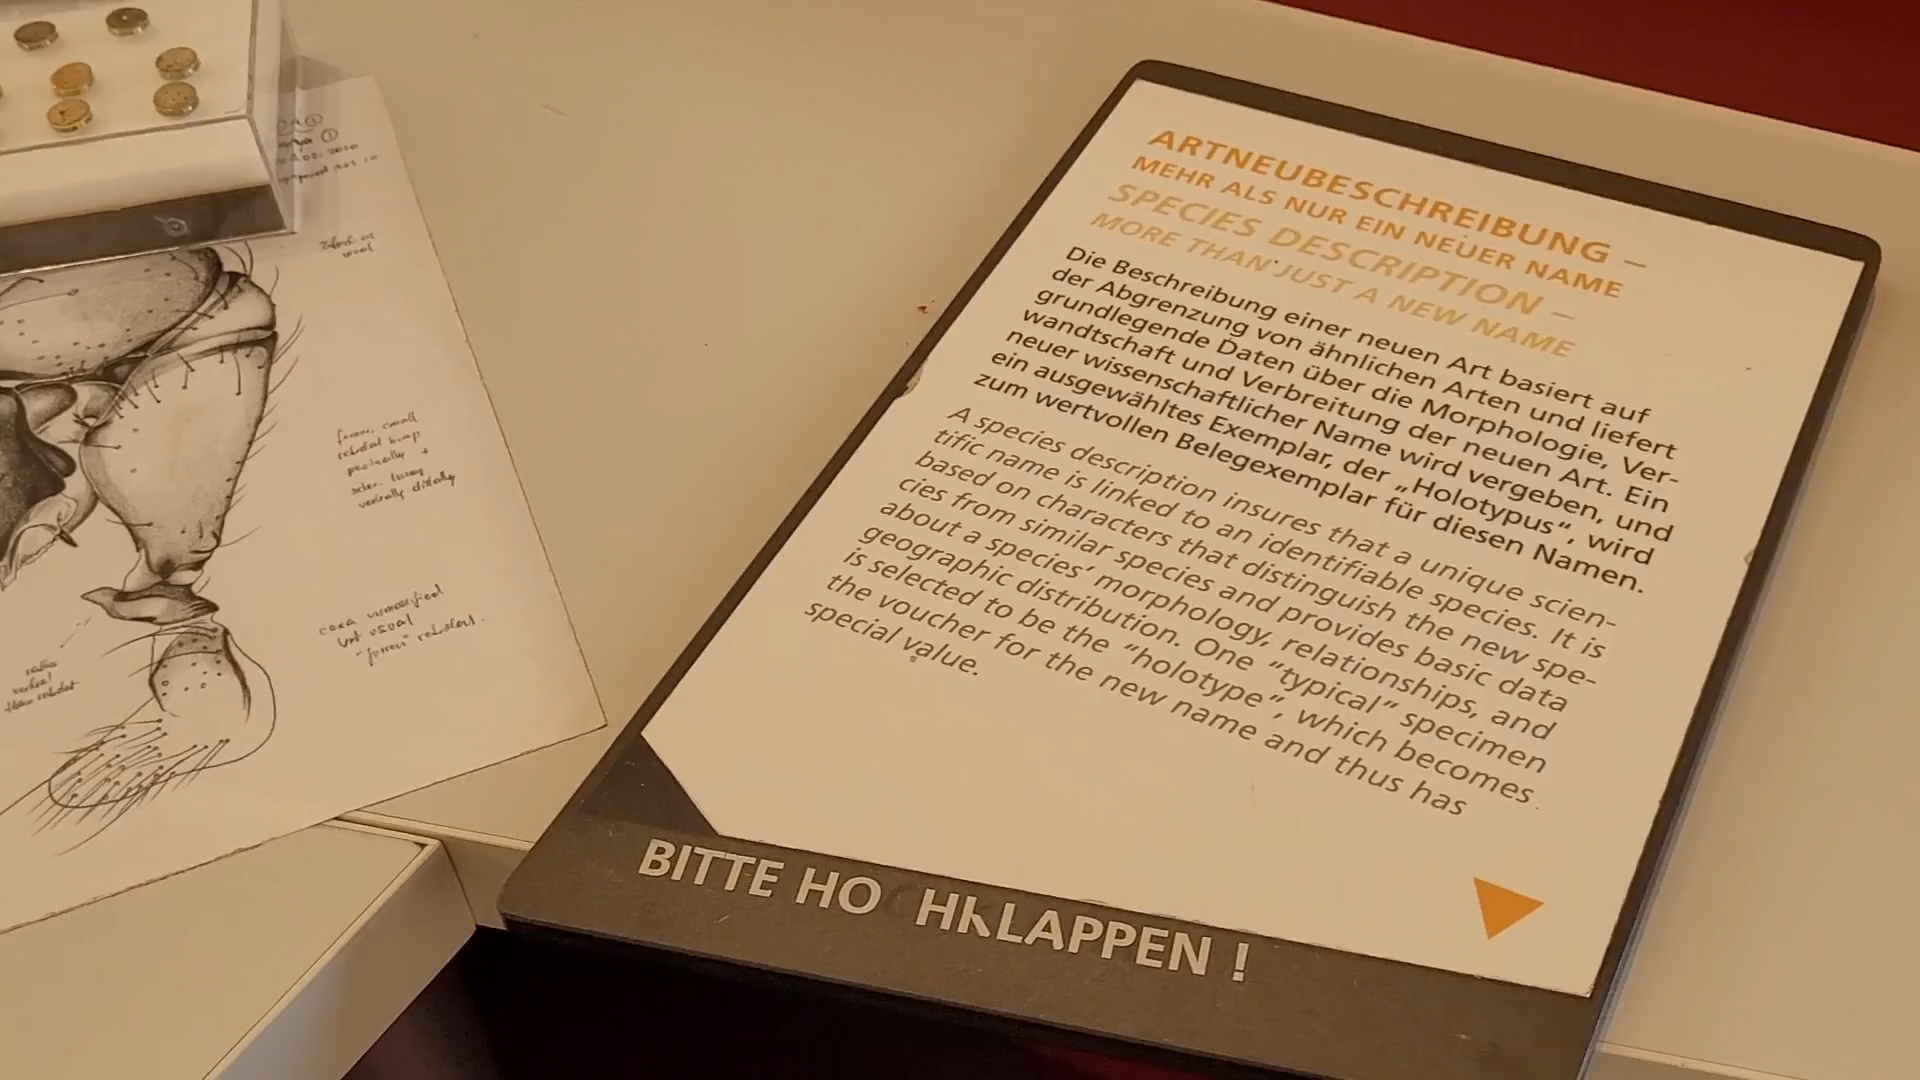 ARTNEUBESCHREIBUNG –
MEHR ALS NUR EIN NEUER NAME
SPECIES DESCRIPTION –
MORE THAN JUST A NEW NAME
Die Beschreibung einer neuen Art basiert auf
der Abgrenzung von ähnlichen Arten und liefert
grundlegende Daten über die Morphologie, Ver-
wandtschaft und Verbreitung der neuen Art. Ein
neuer wissenschaftlicher Name wird vergeben, und
ein ausgewähltes Exemplar, der „Holotypus“, wird
zum wertvollen Belegexemplar für diesen Namen.
A species description insures that a unique scien-
tific name is linked to an identifiable species. It is
based on characters that distinguish the new spe-
cies from similar species and provides basic data
about a species’ morphology, relationships, and
geographic distribution. One “typical” specimen
is selected to be the “holotype”, which becomes
the voucher for the new name and thus has
special value.
BITTE HO HKLAPPEN !
usual